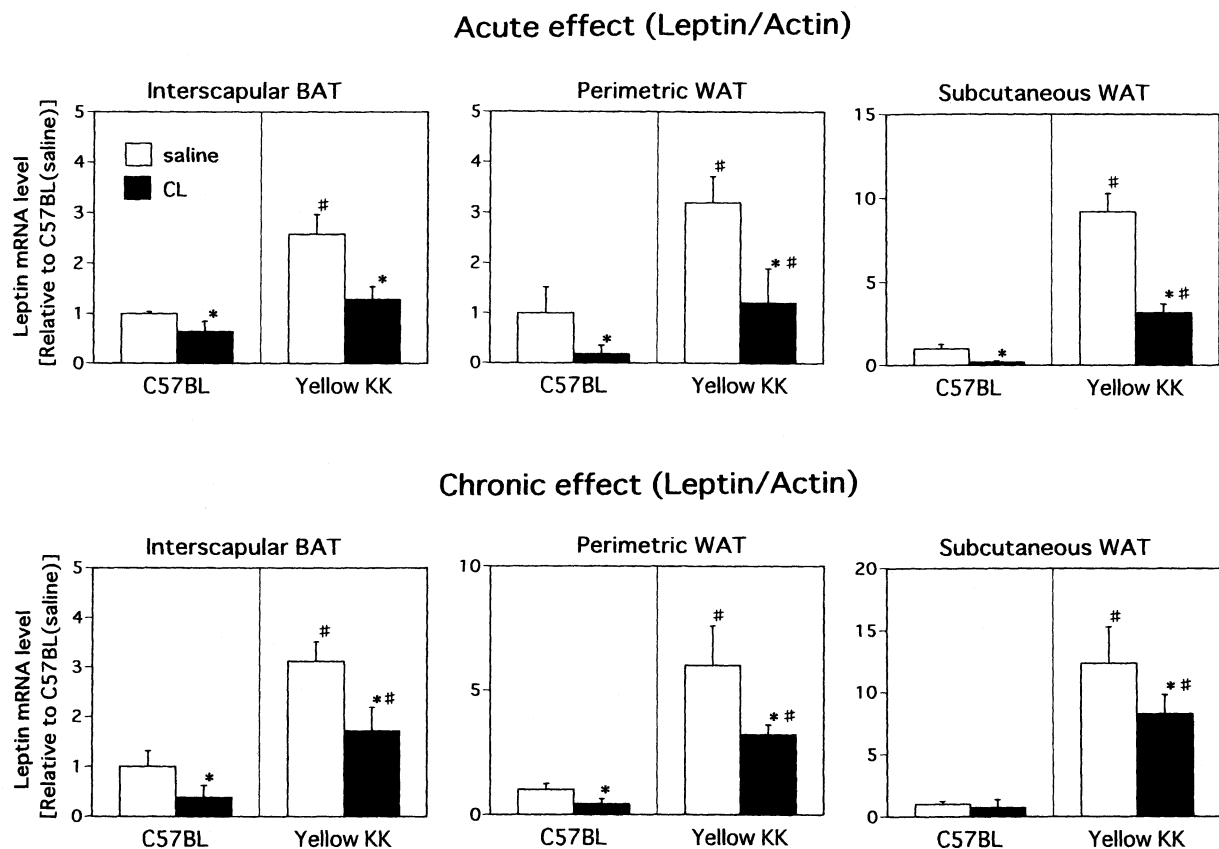 Acute effect (Leptin/Actin)
Interscapular BAT
Perimetric WAT
Subcutaneous WAT
Leptin mRNA level
[Relative to C57BL(saline)]
5
4
3
2
1
0
saline
CL
#
*
*
5
4
3
2
1
0
#
*
* #
15
10
5
0
#
*
* #
C57BL
Yellow KK
C57BL
Yellow KK
C57BL
Yellow KK
Chronic effect (Leptin/Actin)
Interscapular BAT
Perimetric WAT
Subcutaneous WAT
Leptin mRNA level
[Relative to C57BL(saline)]
5
4
3
2
1
0
#
*
* #
10
5
0
#
*
* #
20
15
10
5
0
#
* #
C57BL
Yellow KK
C57BL
Yellow KK
C57BL
Yellow KK